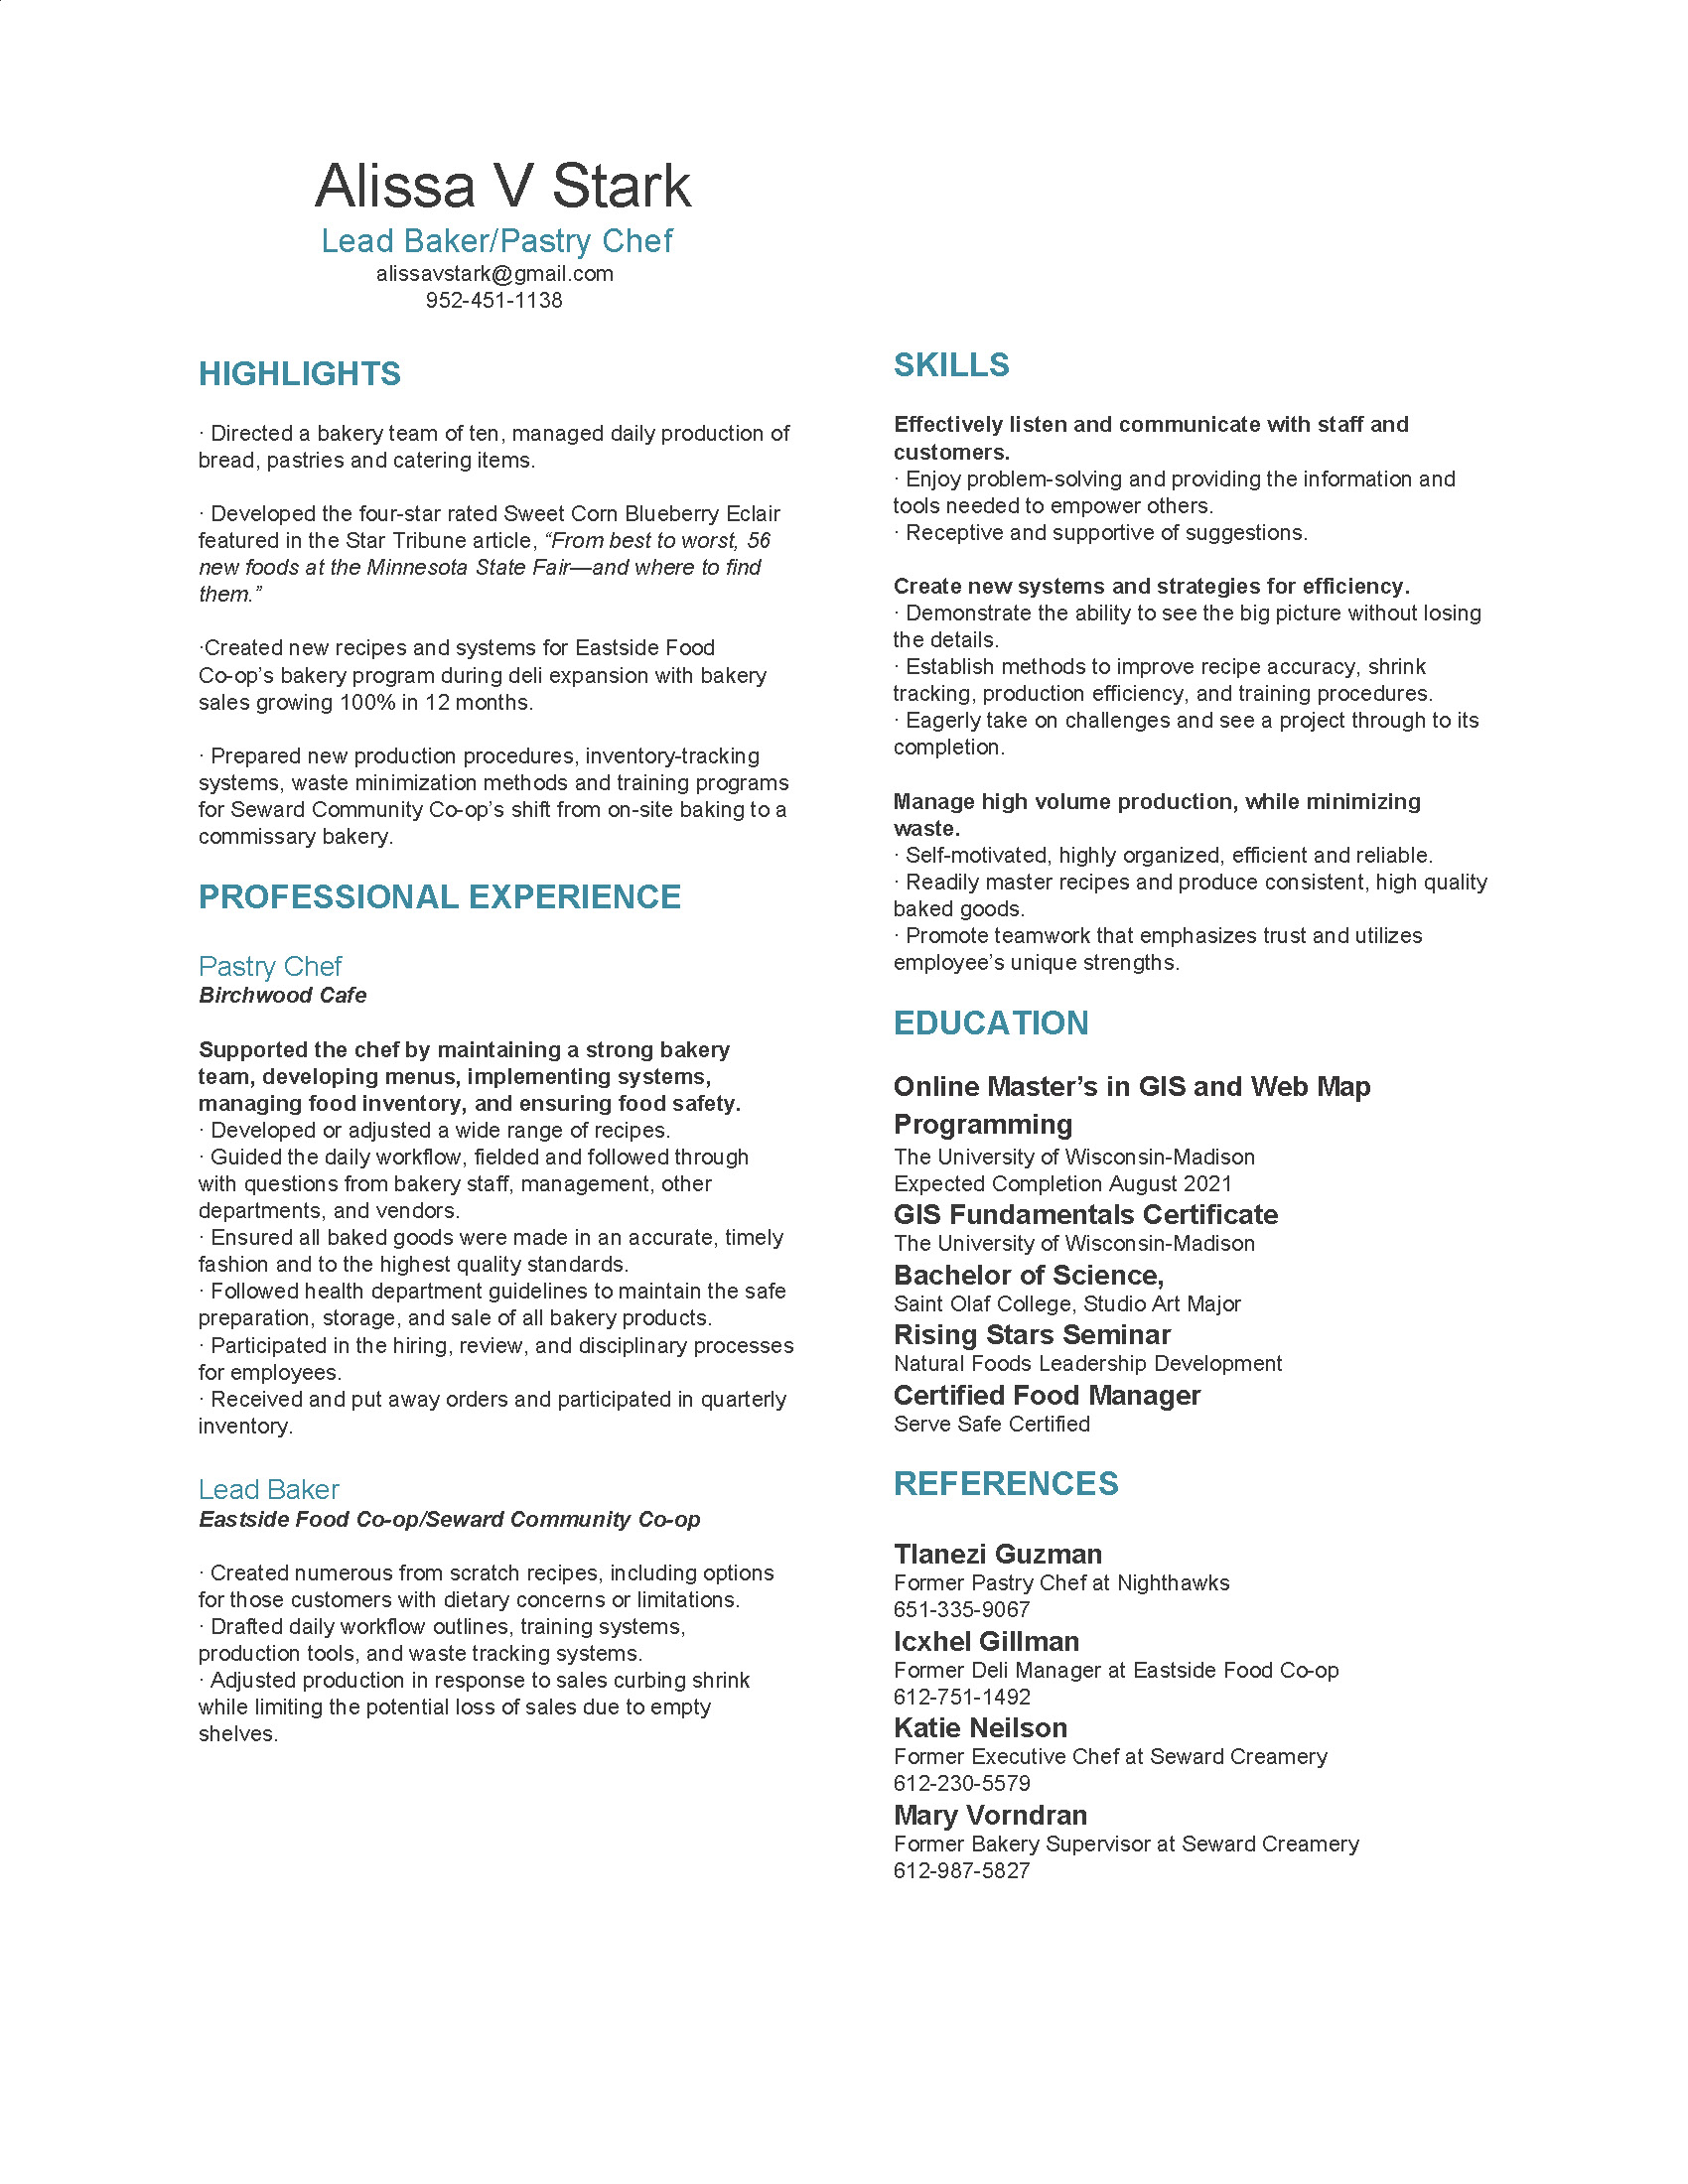 Alissa V Stark
Lead Baker/Pastry Chef
alissavstark@gmail.com
952-451-1138
HIGHLIGHTS
· Directed a bakery team of ten, managed daily production of
bread, pastries and catering items.
· Developed the four-star rated Sweet Corn Blueberry Eclair
featured in the Star Tribune article, “From best to worst, 56
new foods at the Minnesota State Fair—and where to find
them.”
·Created new recipes and systems for Eastside Food
Co-op’s bakery program during deli expansion with bakery
sales growing 100% in 12 months.
· Prepared new production procedures, inventory-tracking
systems, waste minimization methods and training programs
for Seward Community Co-op’s shift from on-site baking to a
commissary bakery.
PROFESSIONAL EXPERIENCE
Pastry Chef
Birchwood Cafe
Supported the chef by maintaining a strong bakery
team, developing menus, implementing systems,
managing food inventory, and ensuring food safety.
· Developed or adjusted a wide range of recipes.
· Guided the daily workflow, fielded and followed through
with questions from bakery staff, management, other
departments, and vendors.
· Ensured all baked goods were made in an accurate, timely
fashion and to the highest quality standards.
· Followed health department guidelines to maintain the safe
preparation, storage, and sale of all bakery products.
· Participated in the hiring, review, and disciplinary processes
for employees.
· Received and put away orders and participated in quarterly
inventory.
Lead Baker
Eastside Food Co-op/Seward Community Co-op
· Created numerous from scratch recipes, including options
for those customers with dietary concerns or limitations.
· Drafted daily workflow outlines, training systems,
production tools, and waste tracking systems.
· Adjusted production in response to sales curbing shrink
while limiting the potential loss of sales due to empty
shelves.
SKILLS
Effectively listen and communicate with staff and
customers.
· Enjoy problem-solving and providing the information and
tools needed to empower others.
· Receptive and supportive of suggestions.
Create new systems and strategies for efficiency.
· Demonstrate the ability to see the big picture without losing
the details.
· Establish methods to improve recipe accuracy, shrink
tracking, production efficiency, and training procedures.
· Eagerly take on challenges and see a project through to its
completion.
Manage high volume production, while minimizing
waste.
· Self-motivated, highly organized, efficient and reliable.
· Readily master recipes and produce consistent, high quality
baked goods.
· Promote teamwork that emphasizes trust and utilizes
employee’s unique strengths.
EDUCATION
Online Master’s in GIS and Web Map
Programming
The University of Wisconsin-Madison
Expected Completion August 2021
GIS Fundamentals Certificate
The University of Wisconsin-Madison
Bachelor of Science,
Saint Olaf College, Studio Art Major
Rising Stars Seminar
Natural Foods Leadership Development
Certified Food Manager
Serve Safe Certified
REFERENCES
Tlanezi Guzman
Former Pastry Chef at Nighthawks
651-335-9067
Icxhel Gillman
Former Deli Manager at Eastside Food Co-op
612-751-1492
Katie Neilson
Former Executive Chef at Seward Creamery
612-230-5579
Mary Vorndran
Former Bakery Supervisor at Seward Creamery
612-987-5827